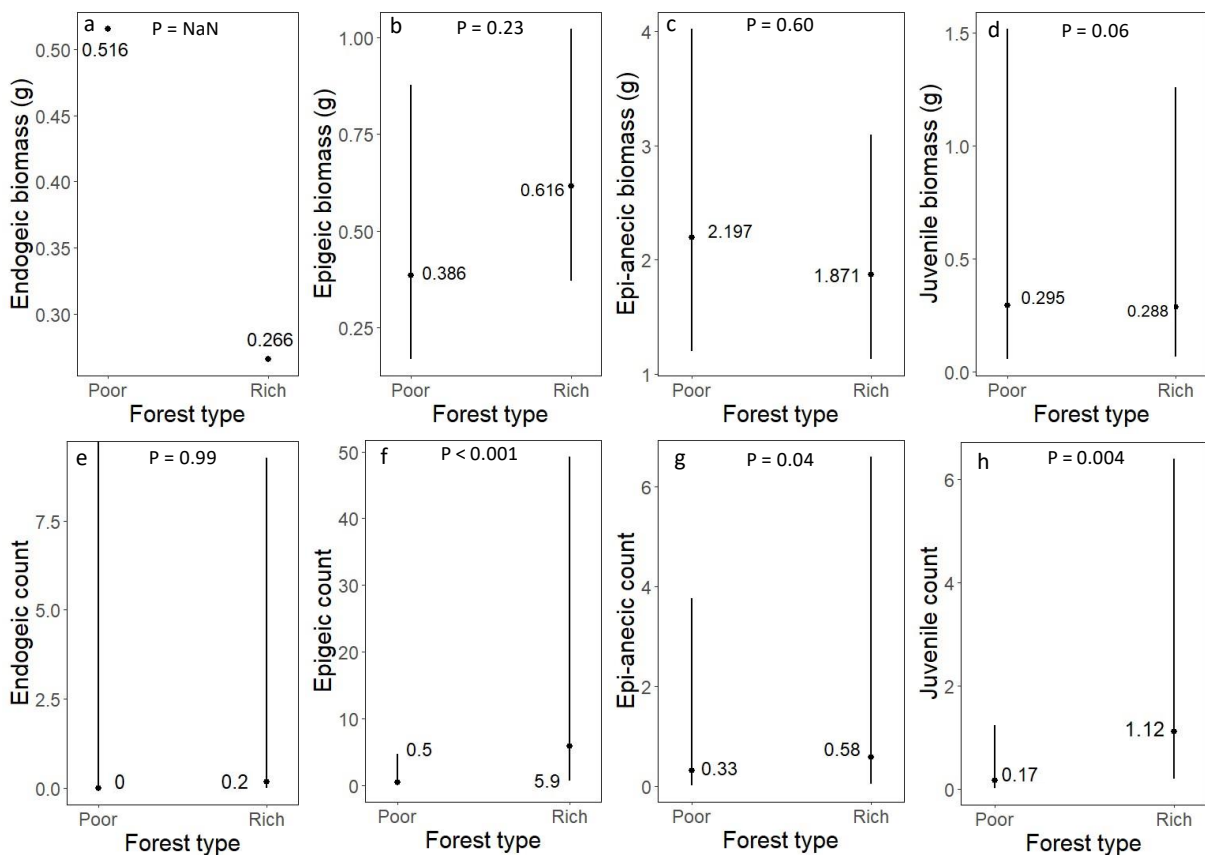 a
P = NaN
0.516
0.266
0.50
0.45
0.40
0.35
0.30
Endogeic biomass (g)
Poor
Rich
Forest type
b
P = 0.23
0.386
0.616
1.00
0.75
0.50
0.25
Epigeic biomass (g)
Poor
Rich
Forest type
c
P = 0.60
2.197
1.871
4
3
2
1
Epi-anecic biomass (g)
Poor
Rich
Forest type
d
P = 0.06
0.295
0.288
1.5
1.0
0.5
0.0
Juvenile biomass (g)
Poor
Rich
Forest type
e
P = 0.99
0
0.2
7.5
5.0
2.5
0.0
Endogeic count
Poor
Rich
Forest type
f
P < 0.001
0.5
5.9
50
40
30
20
10
0
Epigeic count
Poor
Rich
Forest type
g
P = 0.04
0.33
0.58
6
4
2
0
Epi-anecic count
Poor
Rich
Forest type
h
P = 0.004
0.17
1.12
6
4
2
0
Juvenile count
Poor
Rich
Forest type